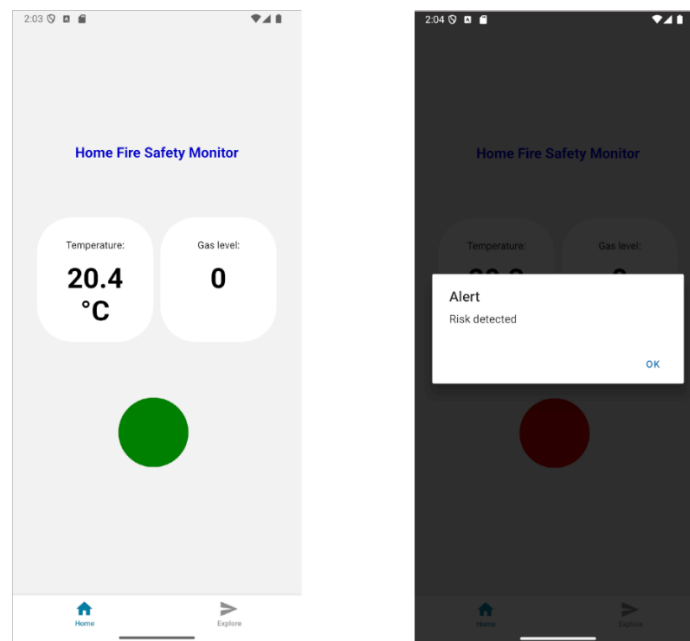 2:03
Home Fire Safety Monitor
Temperature:
20.4
°C
Gas level:
0
Home
Explore
2:04
Home Fire Safety Monitor
Temperature:
Gas level:
Alert
Risk detected
OK
Home
Explore